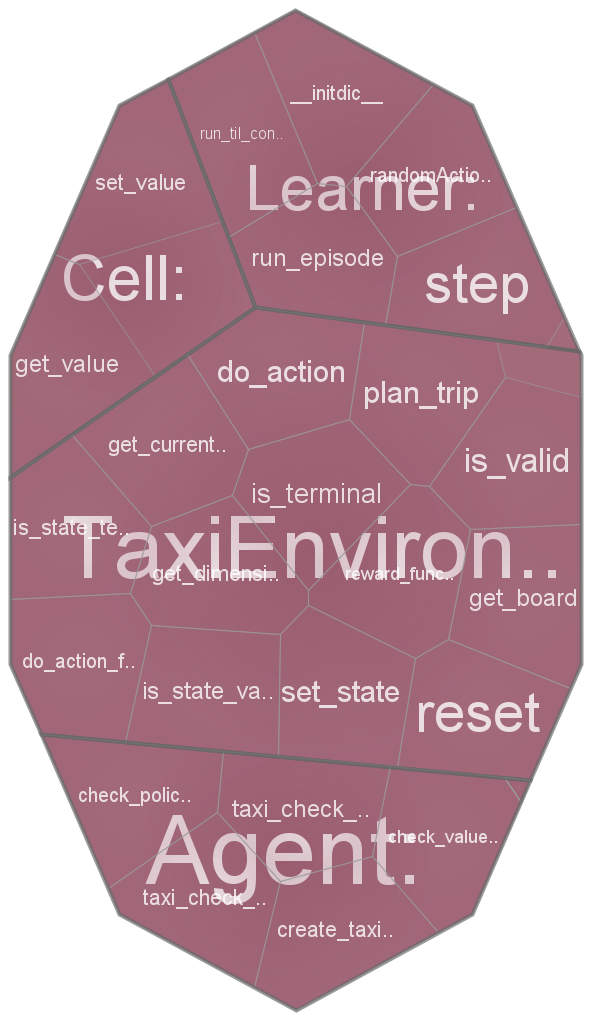 __initdic__
run_til_con..
randomActio..
set_value
Learner:
run_episode
Cell:
step
get_value
do_action
plan_trip
get_current..
is_valid
is_terminal
is_state_te..
TaxiEnviron..
get_dimensi..
reward_func..
get_board
do_action_f..
is_state_va..
set_state
reset
check_polic..
taxi_check_..
check_value..
Agent:
taxi_check_..
create_taxi..